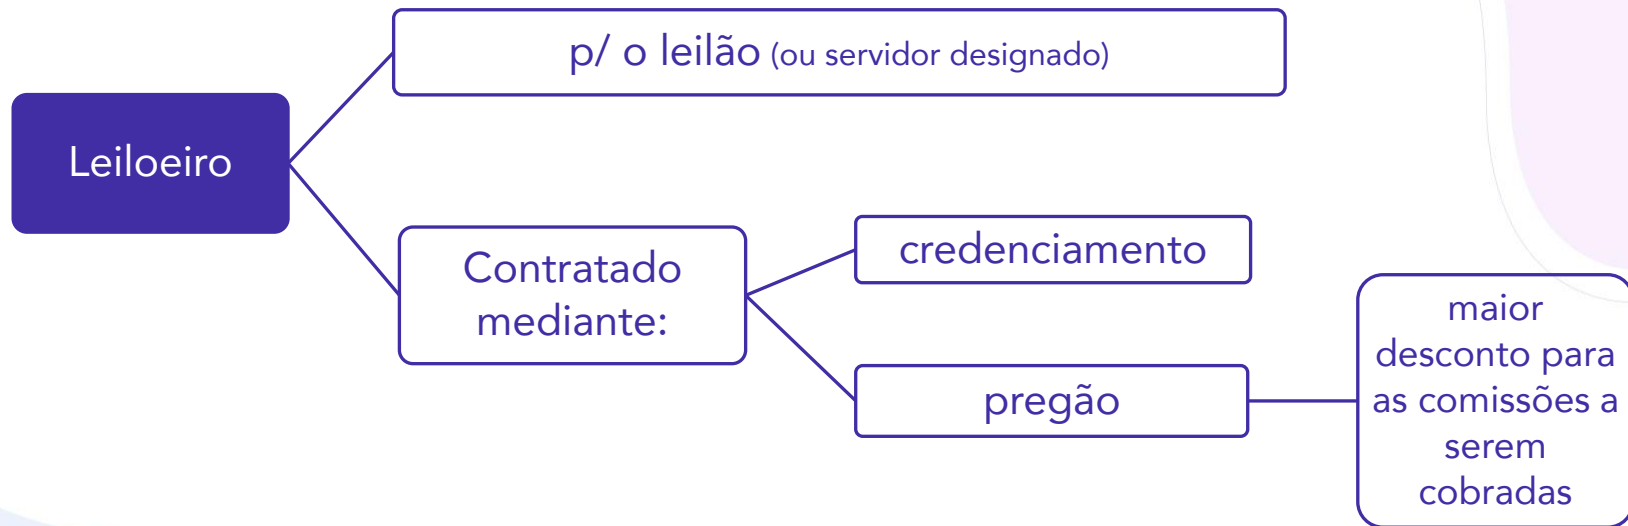 p/ o leilão (ou servidor designado)
Leiloeiro
Contratado
mediante:
credenciamento
pregão
maior
desconto para
as comissões a
serem
cobradas